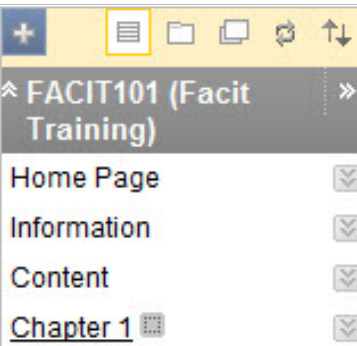 FACIT101 (Facit
Training)
Home Page
Information
Content
Chapter 1